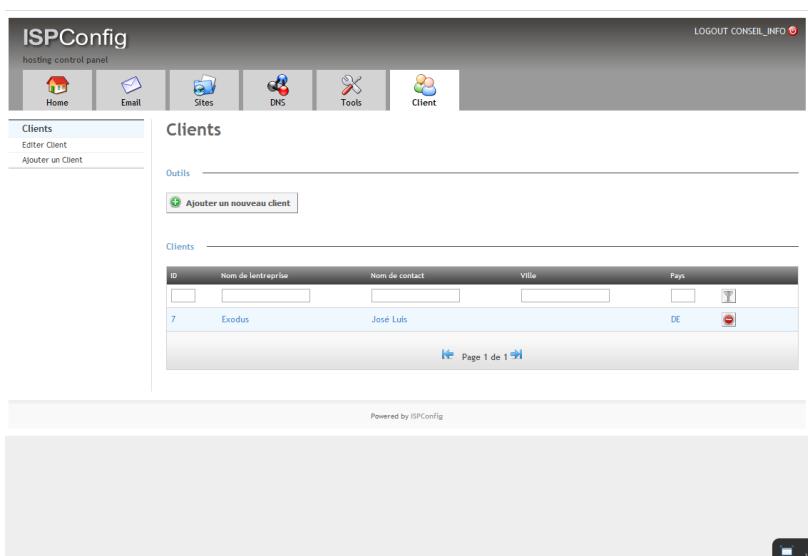 ISPConfig
LOGOUT CONSEIL_INFO
hosting control panel
Home
Email
Sites
DNS
Tools
Client
Clients
Editer Client
Ajouter un Client
Clients
Outils
Ajouter un nouveau client
Clients
ID Nom de lentreprise Nom de contact Ville Pays
7 Exodus José Luis DE
Page 1 de 1
Powered by ISPConfig